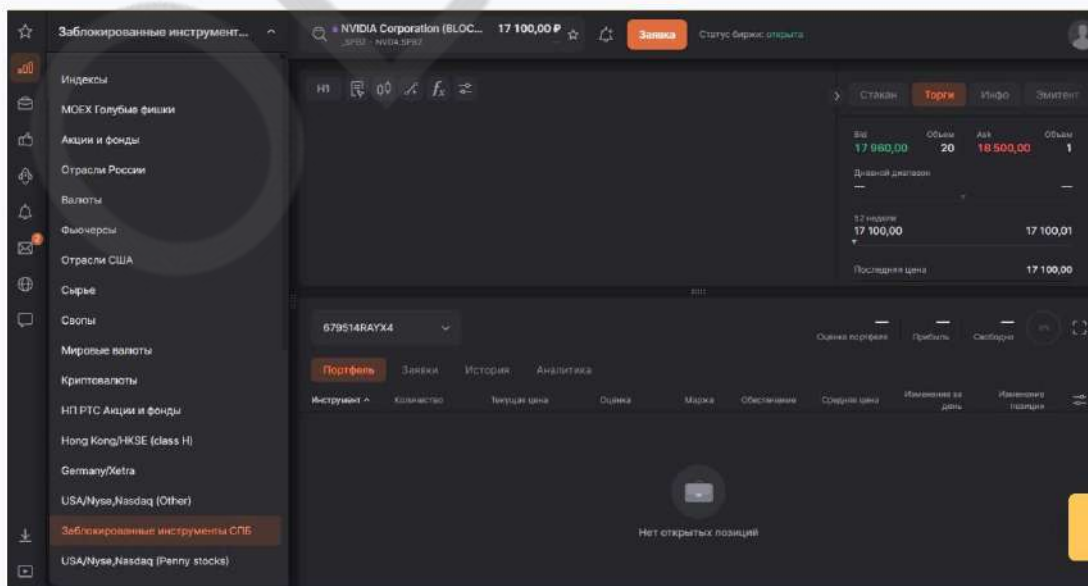 Заблокированные инструмент...
NVIDIA Corporation (BLOC... 17 100,00 ₽
Заявка
Статус биржи: открыта
Индексы
MOEX Голубые фишки
Акции и фонды
Отрасли России
Валюты
Фьючерсы
Отрасли США
Сырье
Свопы
Мировые валюты
Криптовалюты
НП РТС Акции и фонды
Hong Kong/HKSE (class H)
Germany/Xetra
USA/Nyse,Nasdaq (Other)
Заблокированные инструменты СПБ
USA/Nyse,Nasdaq (Penny stocks)
2
H1
Стакан Торги Инфо Эмитент
Bid Объем Ask Объем
17 960,00 20 18 500,00 1
Дневной диапазон
— —
52 недели
17 100,00 17 100,01
Последняя цена 17 100,00
679514RAYX4
— — —
Оценка портфеля Прибыль Свободно
Портфель Заявки История Аналитика
Инструмент Количество Текущая цена Оценка Маржа Обеспечение Средняя цена Изменение за день Изменение позиции
Нет открытых позиций